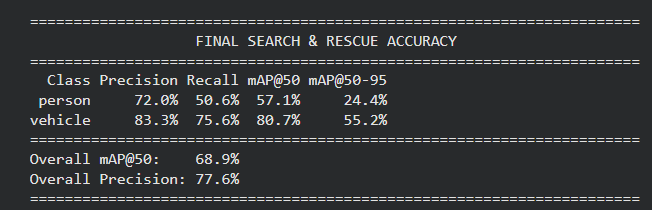 ======================================================================
FINAL SEARCH & RESCUE ACCURACY
======================================================================
Class Precision Recall mAP@50 mAP@50-95
person 72.0% 50.6% 57.1% 24.4%
vehicle 83.3% 75.6% 80.7% 55.2%
======================================================================
Overall mAP@50: 68.9%
Overall Precision: 77.6%
======================================================================